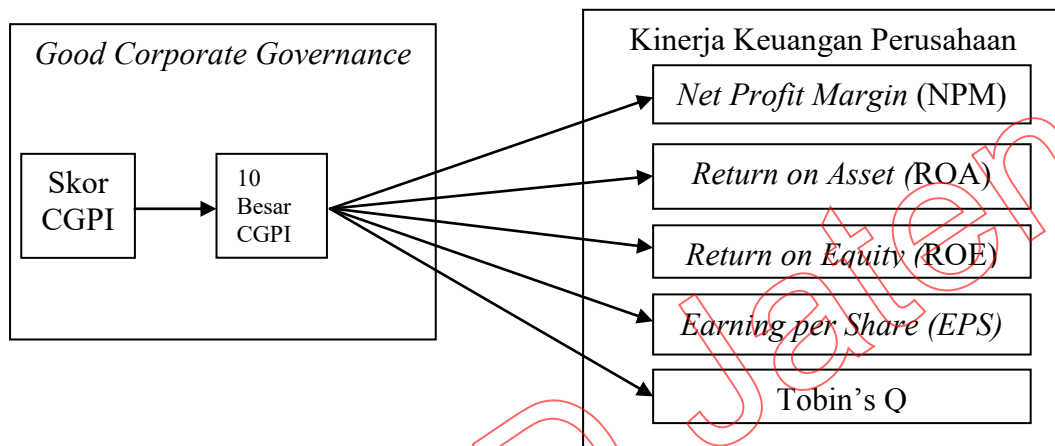 Good Corporate Governance
Skor
CGPI
10
Besar
CGPI
Kinerja Keuangan Perusahaan
Net Profit Margin (NPM)
Return on Asset (ROA)
Return on Equity (ROE)
Earning per Share (EPS)
Tobin’s Q
Jaten